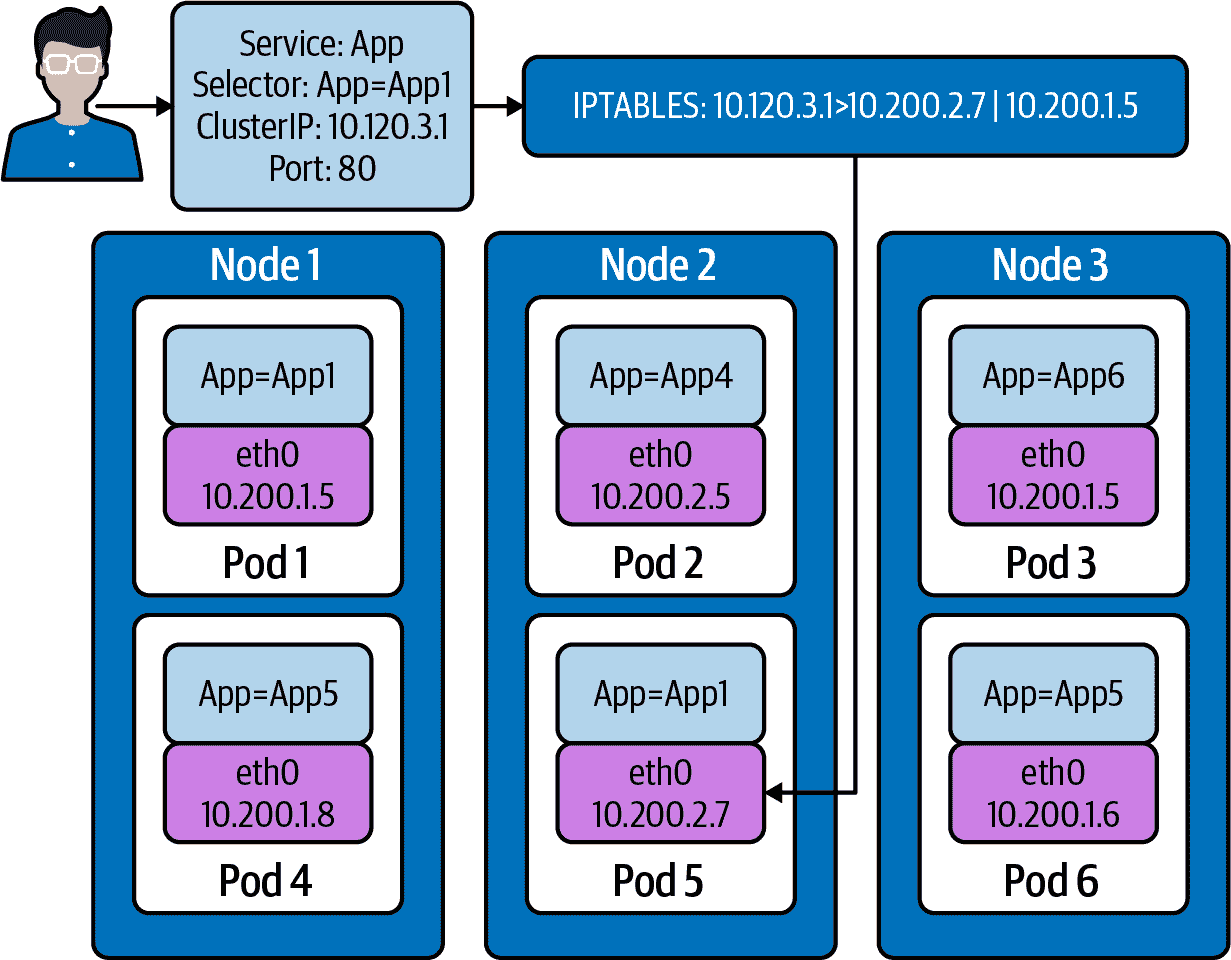 Service: App
Selector: App=App1
ClusterIP: 10.120.3.1
Port: 80
IPTABLES: 10.120.3.1>10.200.2.7 | 10.200.1.5
Node 1
App=App1
eth0
10.200.1.5
Pod 1
App=App5
eth0
10.200.1.8
Pod 4
Node 2
App=App4
eth0
10.200.2.5
Pod 2
App=App1
eth0
10.200.2.7
Pod 5
Node 3
App=App6
eth0
10.200.1.5
Pod 3
App=App5
eth0
10.200.1.6
Pod 6